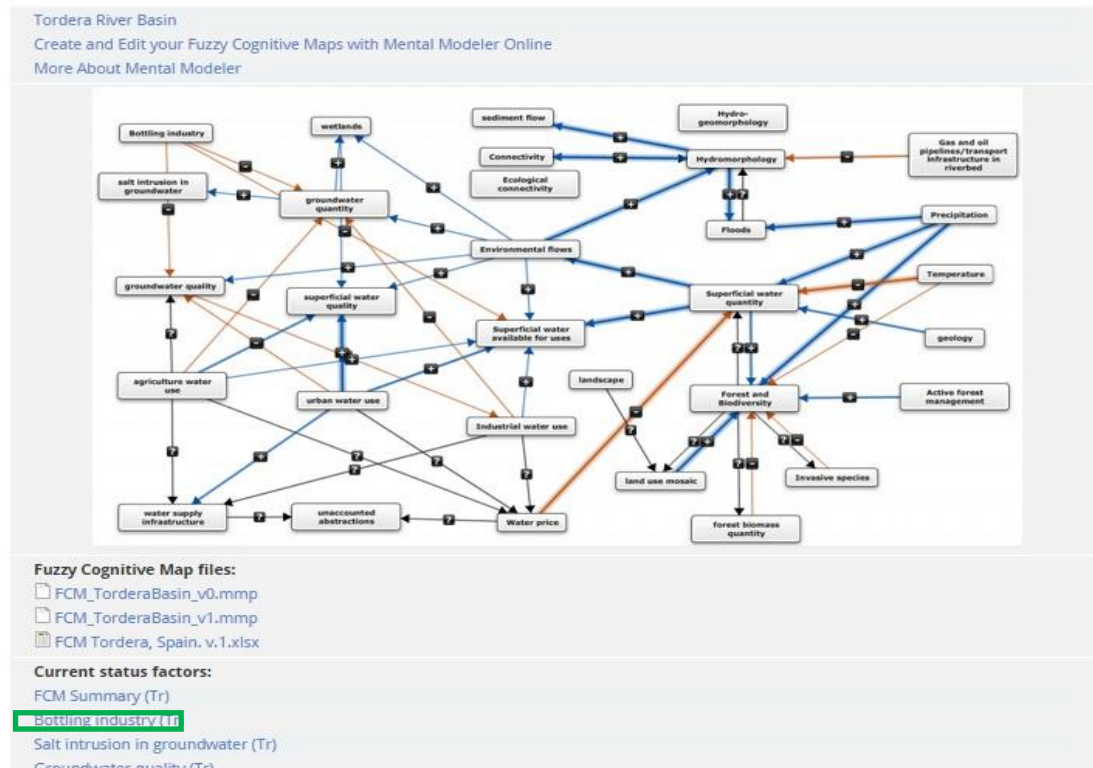 Tordera River Basin
Create and Edit your Fuzzy Cognitive Maps with Mental Modeler Online
More About Mental Modeler
Bottling industry
wetlands
sediment flow
Hydro-
geomorphology
Connectivity
Hydromorphology
Gas and oil
pipelines/transport
infrastructure in
riverbed
salt intrusion in
groundwater
Ecological
connectivity
groundwater
quantity
Precipitation
Floods
Environmental flows
Temperature
groundwater quality
superficial water
quality
Superficial water
quantity
Superficial water
available for uses
geology
agriculture water
use
urban water use
landscape
Forest and
Biodiversity
Active forest
management
Industrial water use
land use mosaic
Invasive species
water supply
infrastructure
unaccounted
abstractions
Water price
forest biomass
quantity
Fuzzy Cognitive Map files:
FCM_TorderaBasin_v0.mmp
FCM_TorderaBasin_v1.mmp
FCM Tordera, Spain. v.1.xlsx
Current status factors:
FCM Summary (Tr)
Bottling industry (Tr
Salt intrusion in groundwater (Tr)
Groundwater quality (Tr)